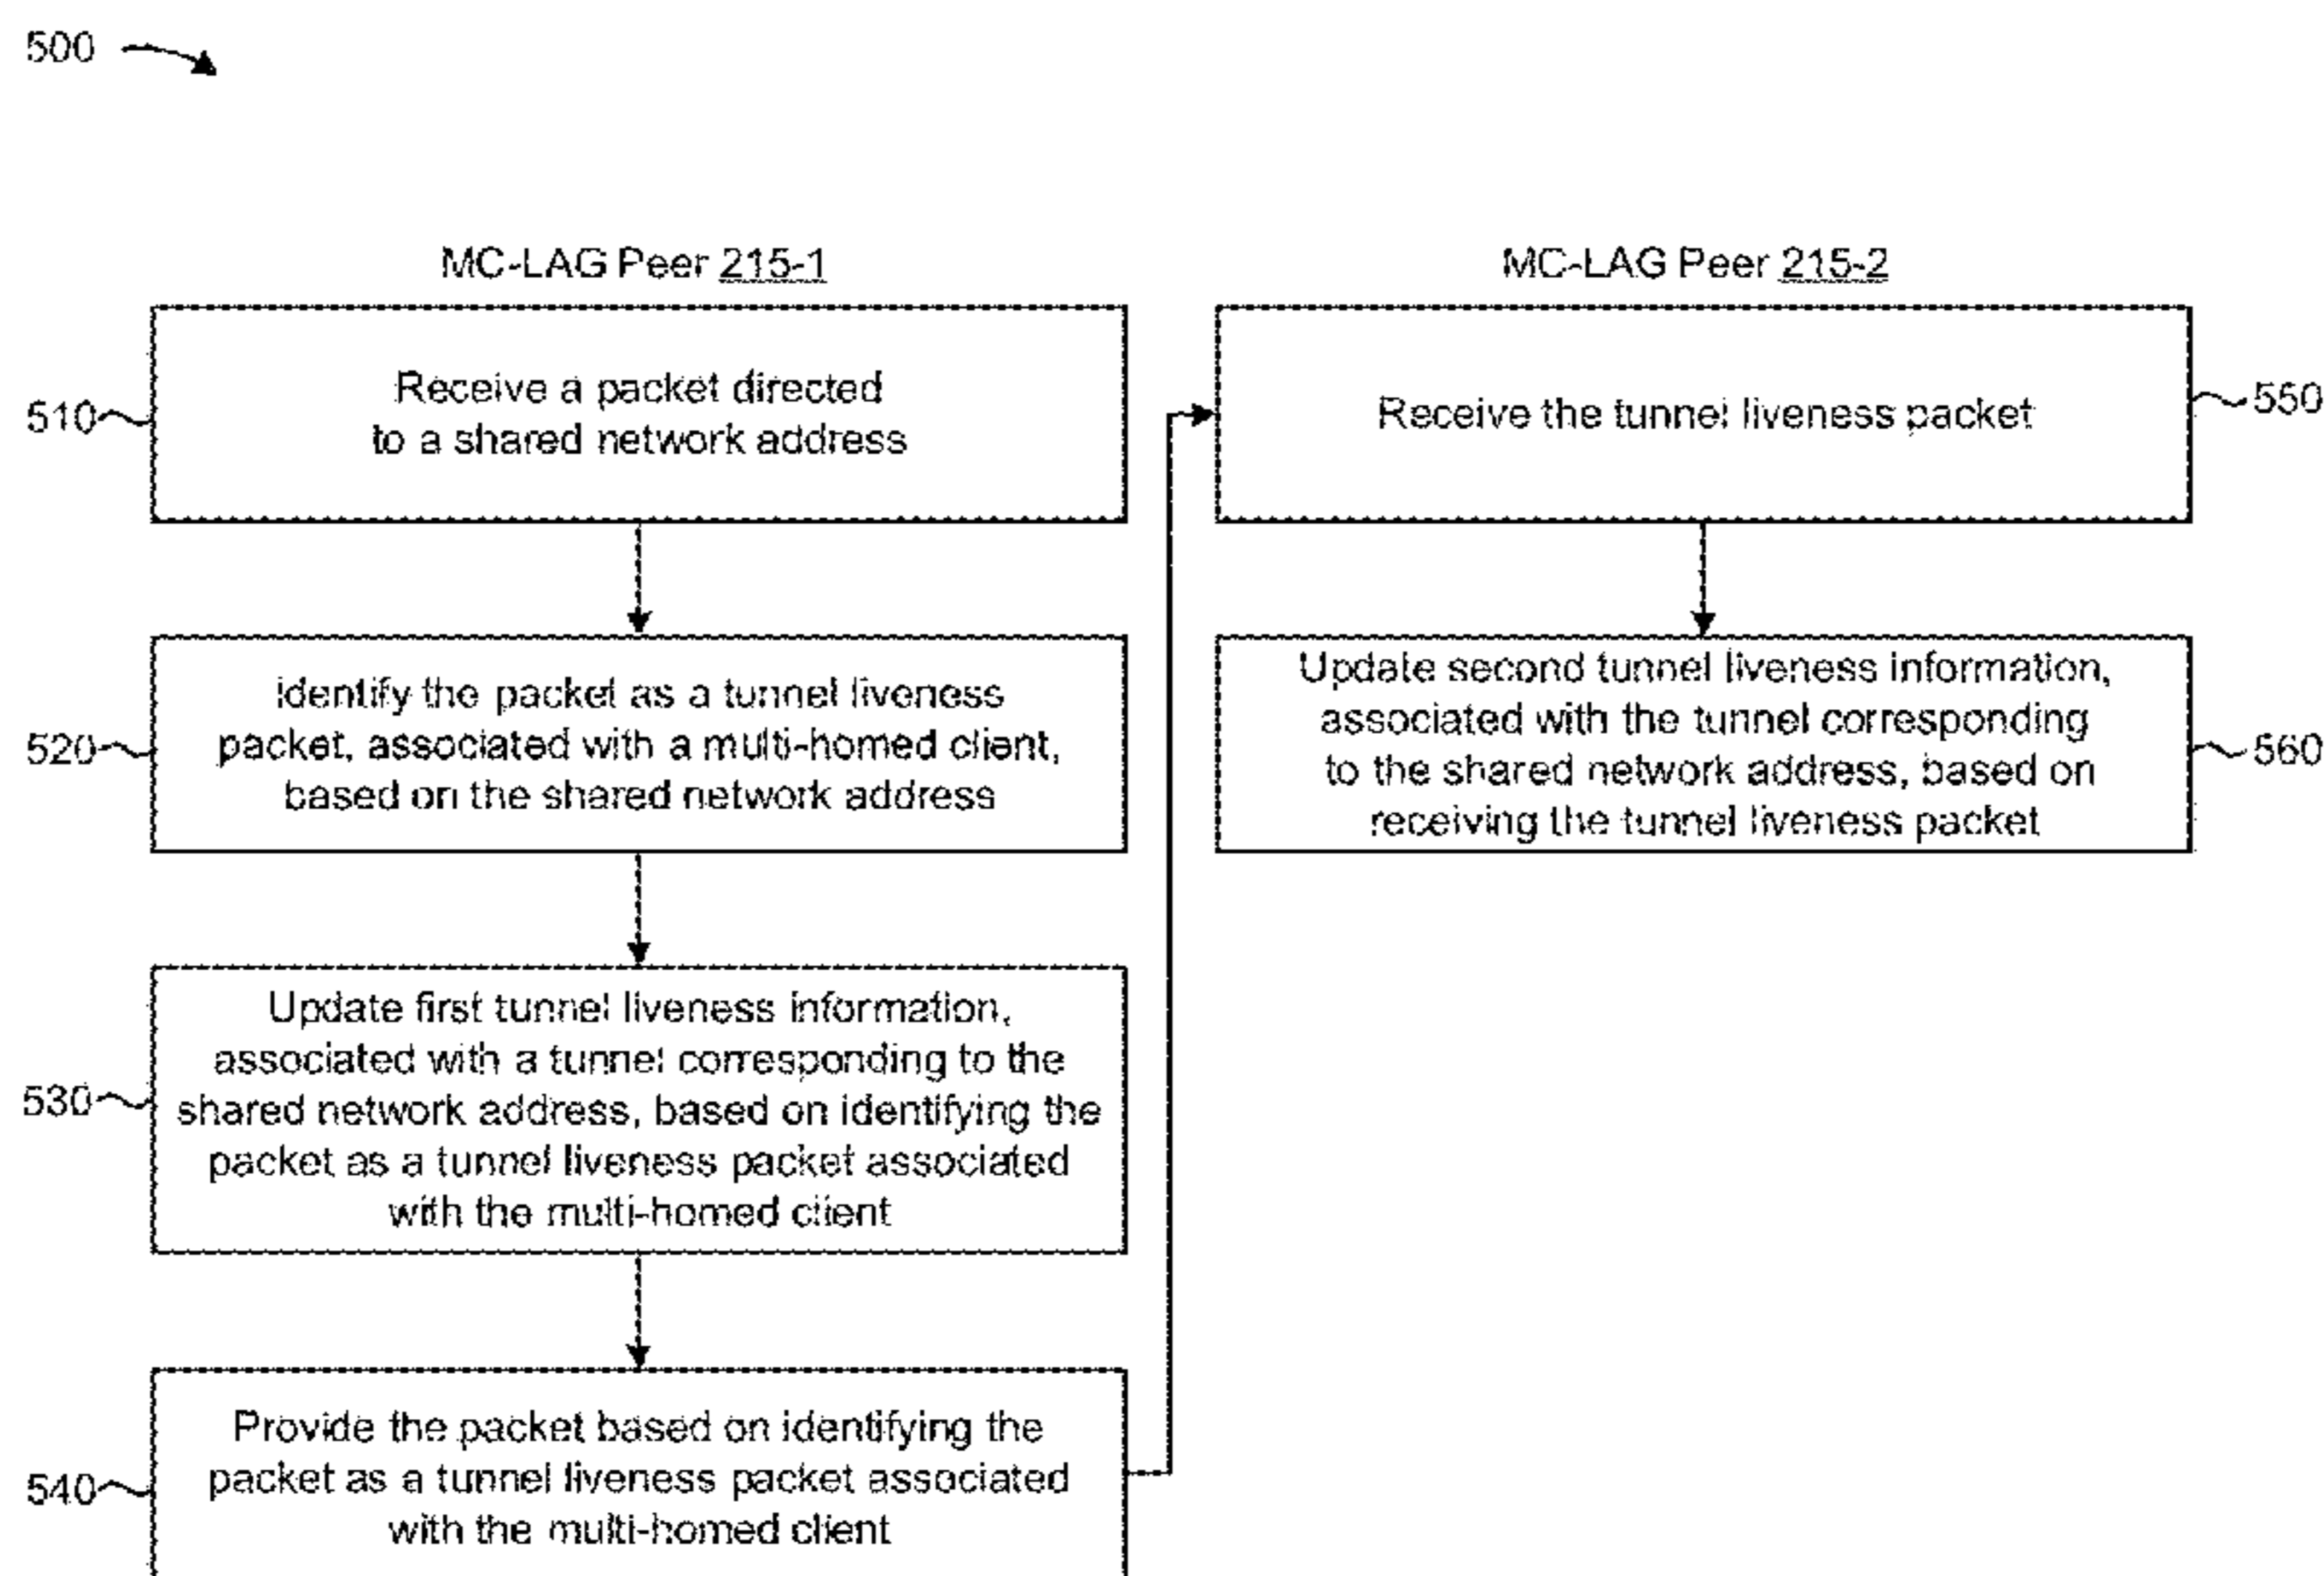 500
MC-LAG Peer 215-1
510
Receive a packet directed
to a shared network address
520
Identify the packet as a tunnel liveness
packet, associated with a multi-homed client,
based on the shared network address
530
Update first tunnel liveness information,
associated with a tunnel corresponding to the
shared network address, based on identifying the
packet as a tunnel liveness packet associated
with the multi-homed client
540
Provide the packet based on identifying the
packet as a tunnel liveness packet associated
with the multi-homed client
MC-LAG Peer 215-2
Receive the tunnel liveness packet
550
Update second tunnel liveness information,
associated with the tunnel corresponding
to the shared network address, based on
receiving the tunnel liveness packet
560